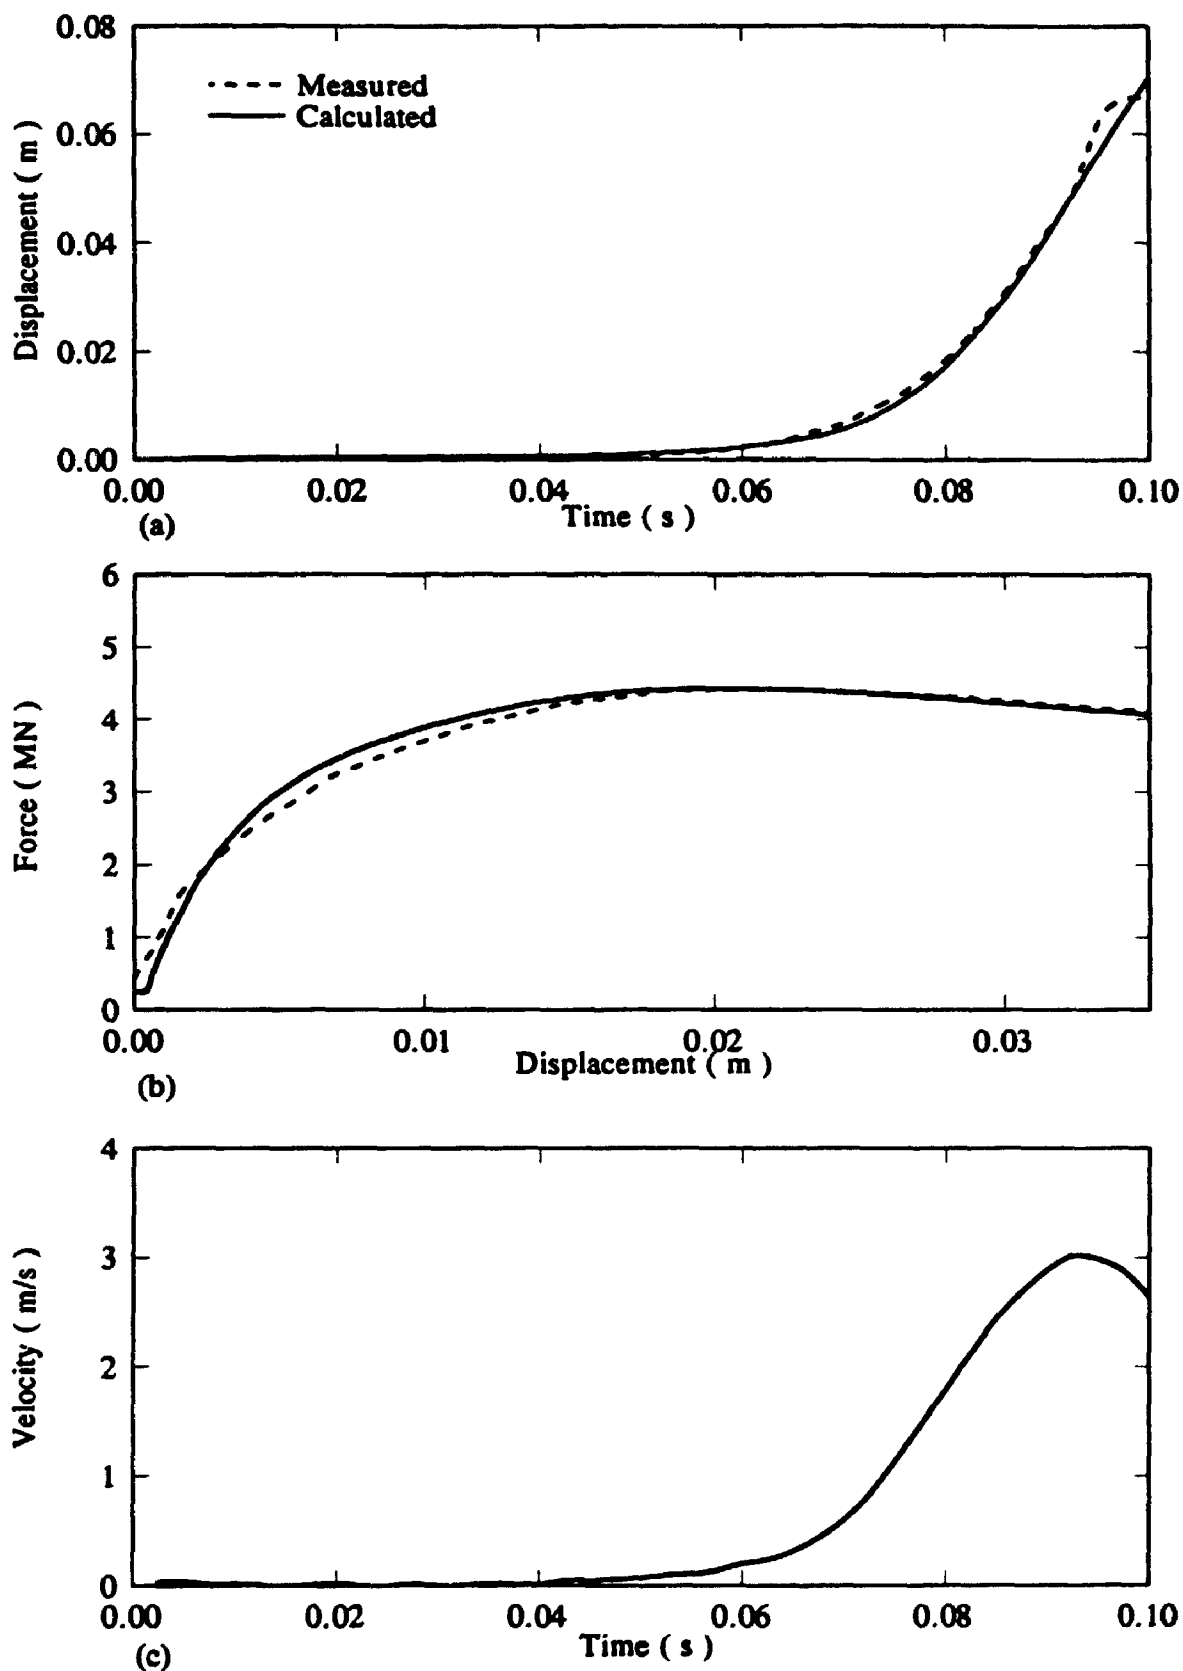 0.08
Measured
Calculated
0.06
0.04
0.02
0.00
Displacement ( m )
0.00 0.02 0.04 0.06 0.08 0.10
Time ( s )
(a)
6
5
4
3
2
1
0
Force ( MN )
0.00 0.01 0.02 0.03
Displacement ( m )
(b)
4
3
2
1
0
Velocity ( m/s )
0.00 0.02 0.04 0.06 0.08 0.10
Time ( s )
(c)